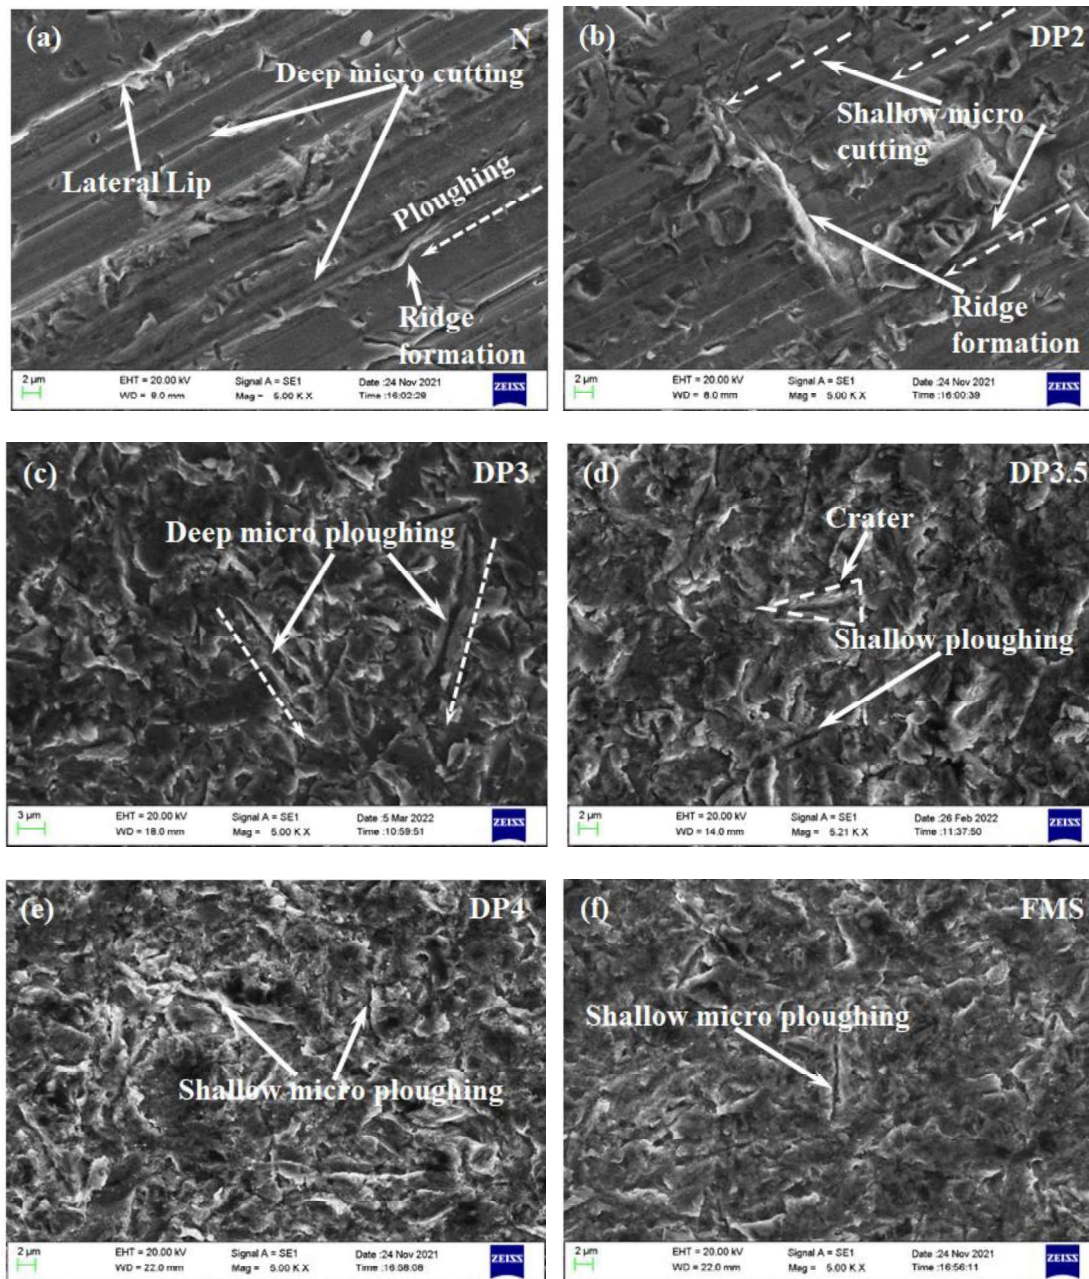 (a)
N
Deep micro cutting
Lateral Lip
Ploughing
Ridge
formation
2 µm
EHT = 20.00 kV
Signal A = SE1
Date :24 Nov 2021
WD = 9.0 mm
Mag = 5.00 K X
Time :16:02:29
ZEISS
(b)
DP2
Shallow micro
cutting
Ridge
formation
2 µm
EHT = 20.00 kV
Signal A = SE1
Date :24 Nov 2021
WD = 8.0 mm
Mag = 5.00 K X
Time :16:00:39
ZEISS
(c)
DP3
Deep micro ploughing
3 µm
EHT = 20.00 kV
Signal A = SE1
Date :5 Mar 2022
WD = 18.0 mm
Mag = 5.00 K X
Time :10:59:51
ZEISS
(d)
DP3.5
Crater
Shallow ploughing
2 µm
EHT = 20.00 kV
Signal A = SE1
Date :26 Feb 2022
WD = 14.0 mm
Mag = 5.21 K X
Time :11:37:50
ZEISS
(e)
DP4
Shallow micro ploughing
2 µm
EHT = 20.00 kV
Signal A = SE1
Date :24 Nov 2021
WD = 22.0 mm
Mag = 5.00 K X
Time :16:58:08
ZEISS
(f)
FMS
Shallow micro ploughing
2 µm
EHT = 20.00 kV
Signal A = SE1
Date :24 Nov 2021
WD = 22.0 mm
Mag = 5.00 K X
Time :16:56:11
ZEISS